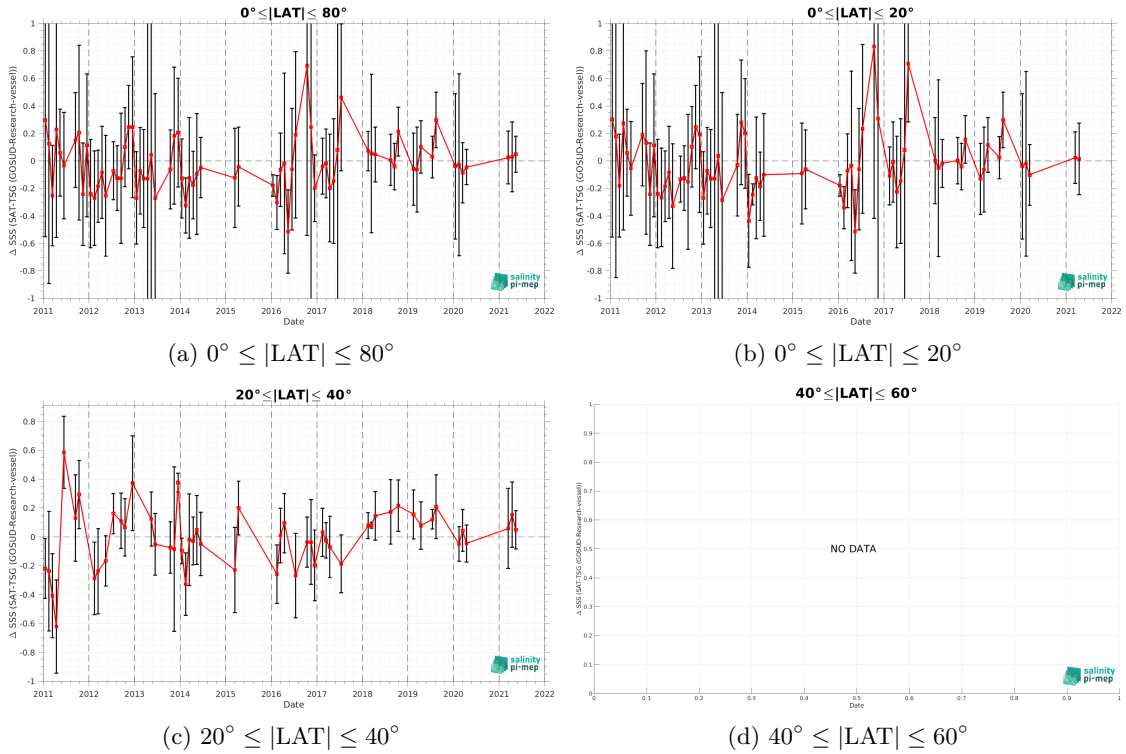 0°≤|LAT|≤ 80°
Δ SSS (SAT-TSG (GOSUD-Research-vessel))
1
0.8
0.6
0.4
0.2
0
-0.2
-0.4
-0.6
-0.8
-1
2011 2012 2013 2014 2015 2016 2017 2018 2019 2020 2021 2022
Date
salinity
pi-mep
(a) 0° ≤ |LAT| ≤ 80°
0°≤|LAT|≤ 20°
Δ SSS (SAT-TSG (GOSUD-Research-vessel))
1
0.8
0.6
0.4
0.2
0
-0.2
-0.4
-0.6
-0.8
-1
2011 2012 2013 2014 2015 2016 2017 2018 2019 2020 2021 2022
Date
salinity
pi-mep
(b) 0° ≤ |LAT| ≤ 20°
20°≤|LAT|≤ 40°
Δ SSS (SAT-TSG (GOSUD-Research-vessel))
0.8
0.6
0.4
0.2
0
-0.2
-0.4
-0.6
-0.8
-1
2011 2012 2013 2014 2015 2016 2017 2018 2019 2020 2021 2022
Date
salinity
pi-mep
(c) 20° ≤ |LAT| ≤ 40°
40°≤|LAT|≤ 60°
Δ SSS (SAT-TSG (GOSUD-Research-vessel))
1
0.9
0.8
0.7
0.6
0.5
0.4
0.3
0.2
0.1
0
NO DATA
0 0.1 0.2 0.3 0.4 0.5 0.6 0.7 0.8 0.9 1
Date
salinity
pi-mep
(d) 40° ≤ |LAT| ≤ 60°